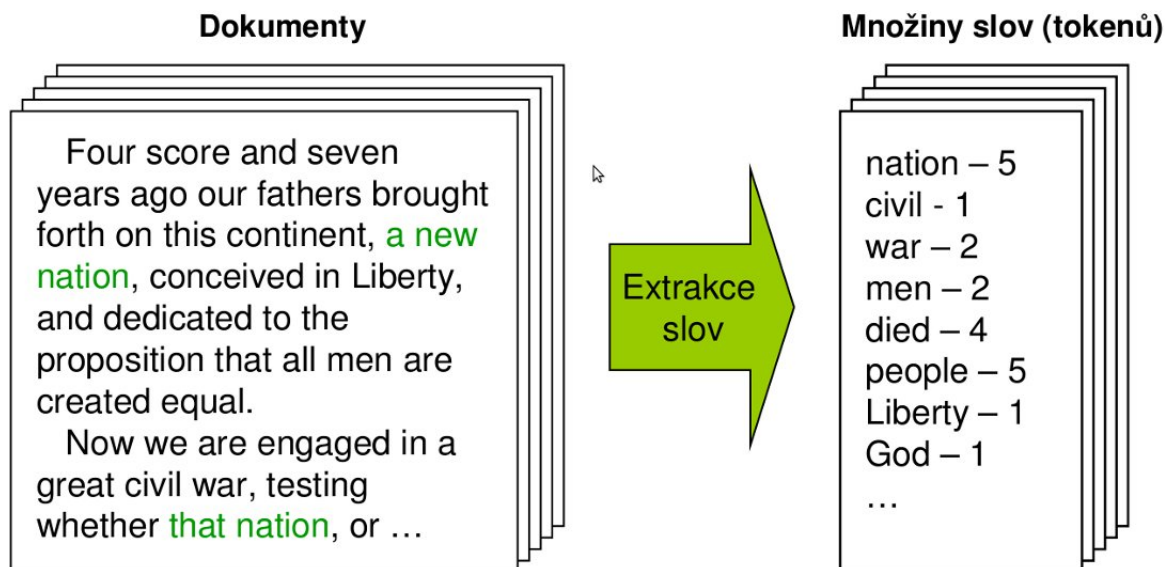 Dokumenty
Four score and seven
years ago our fathers brought
forth on this continent, a new
nation, conceived in Liberty,
and dedicated to the
proposition that all men are
created equal.
Now we are engaged in a
great civil war, testing
whether that nation, or …
Extrakce
slov
Množiny slov (tokenů)
nation – 5
civil - 1
war – 2
men – 2
died – 4
people – 5
Liberty – 1
God – 1
…